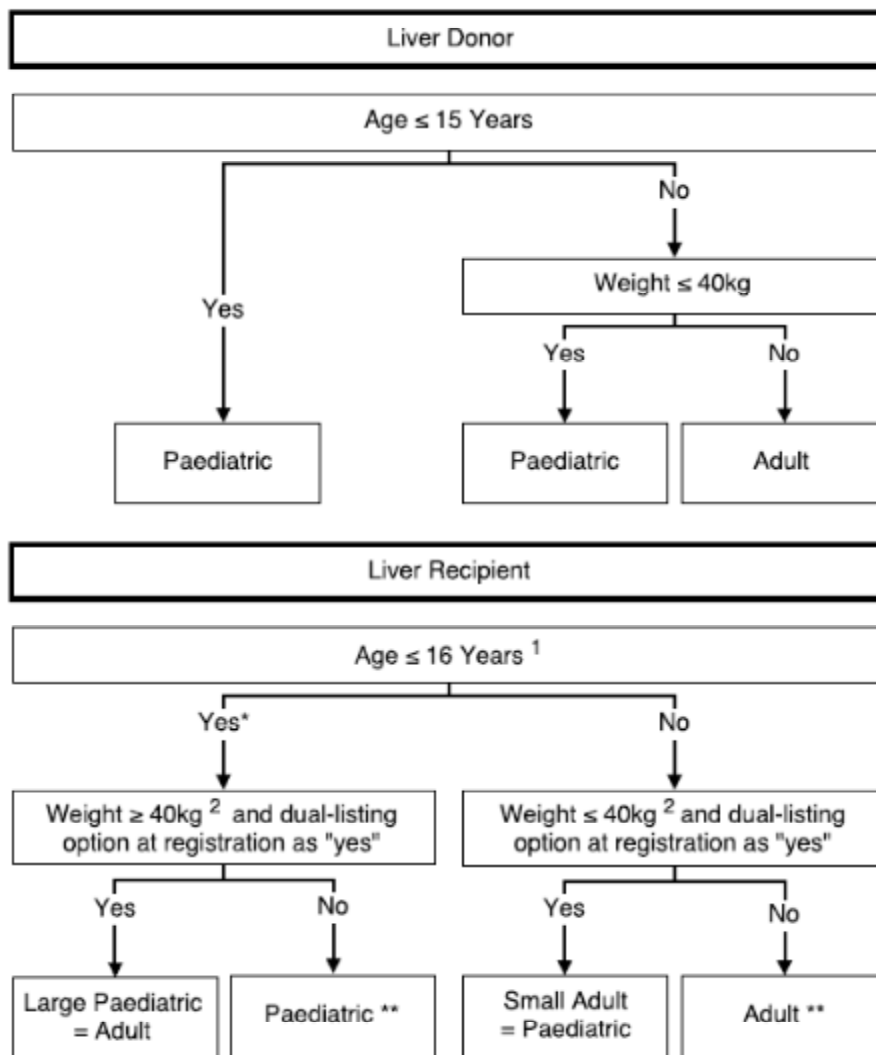 Liver Donor
Age ≤ 15 Years
No
Weight ≤ 40kg
Yes
Yes
No
Paediatric
Paediatric
Adult
Liver Recipient
Age ≤ 16 Years ¹
Yes*
No
Weight ≥ 40kg ² and dual-listing
option at registration as "yes"
Weight ≤ 40kg ² and dual-listing
option at registration as "yes"
Yes
No
Yes
No
Large Paediatric
= Adult
Paediatric **
Small Adult
= Paediatric
Adult **